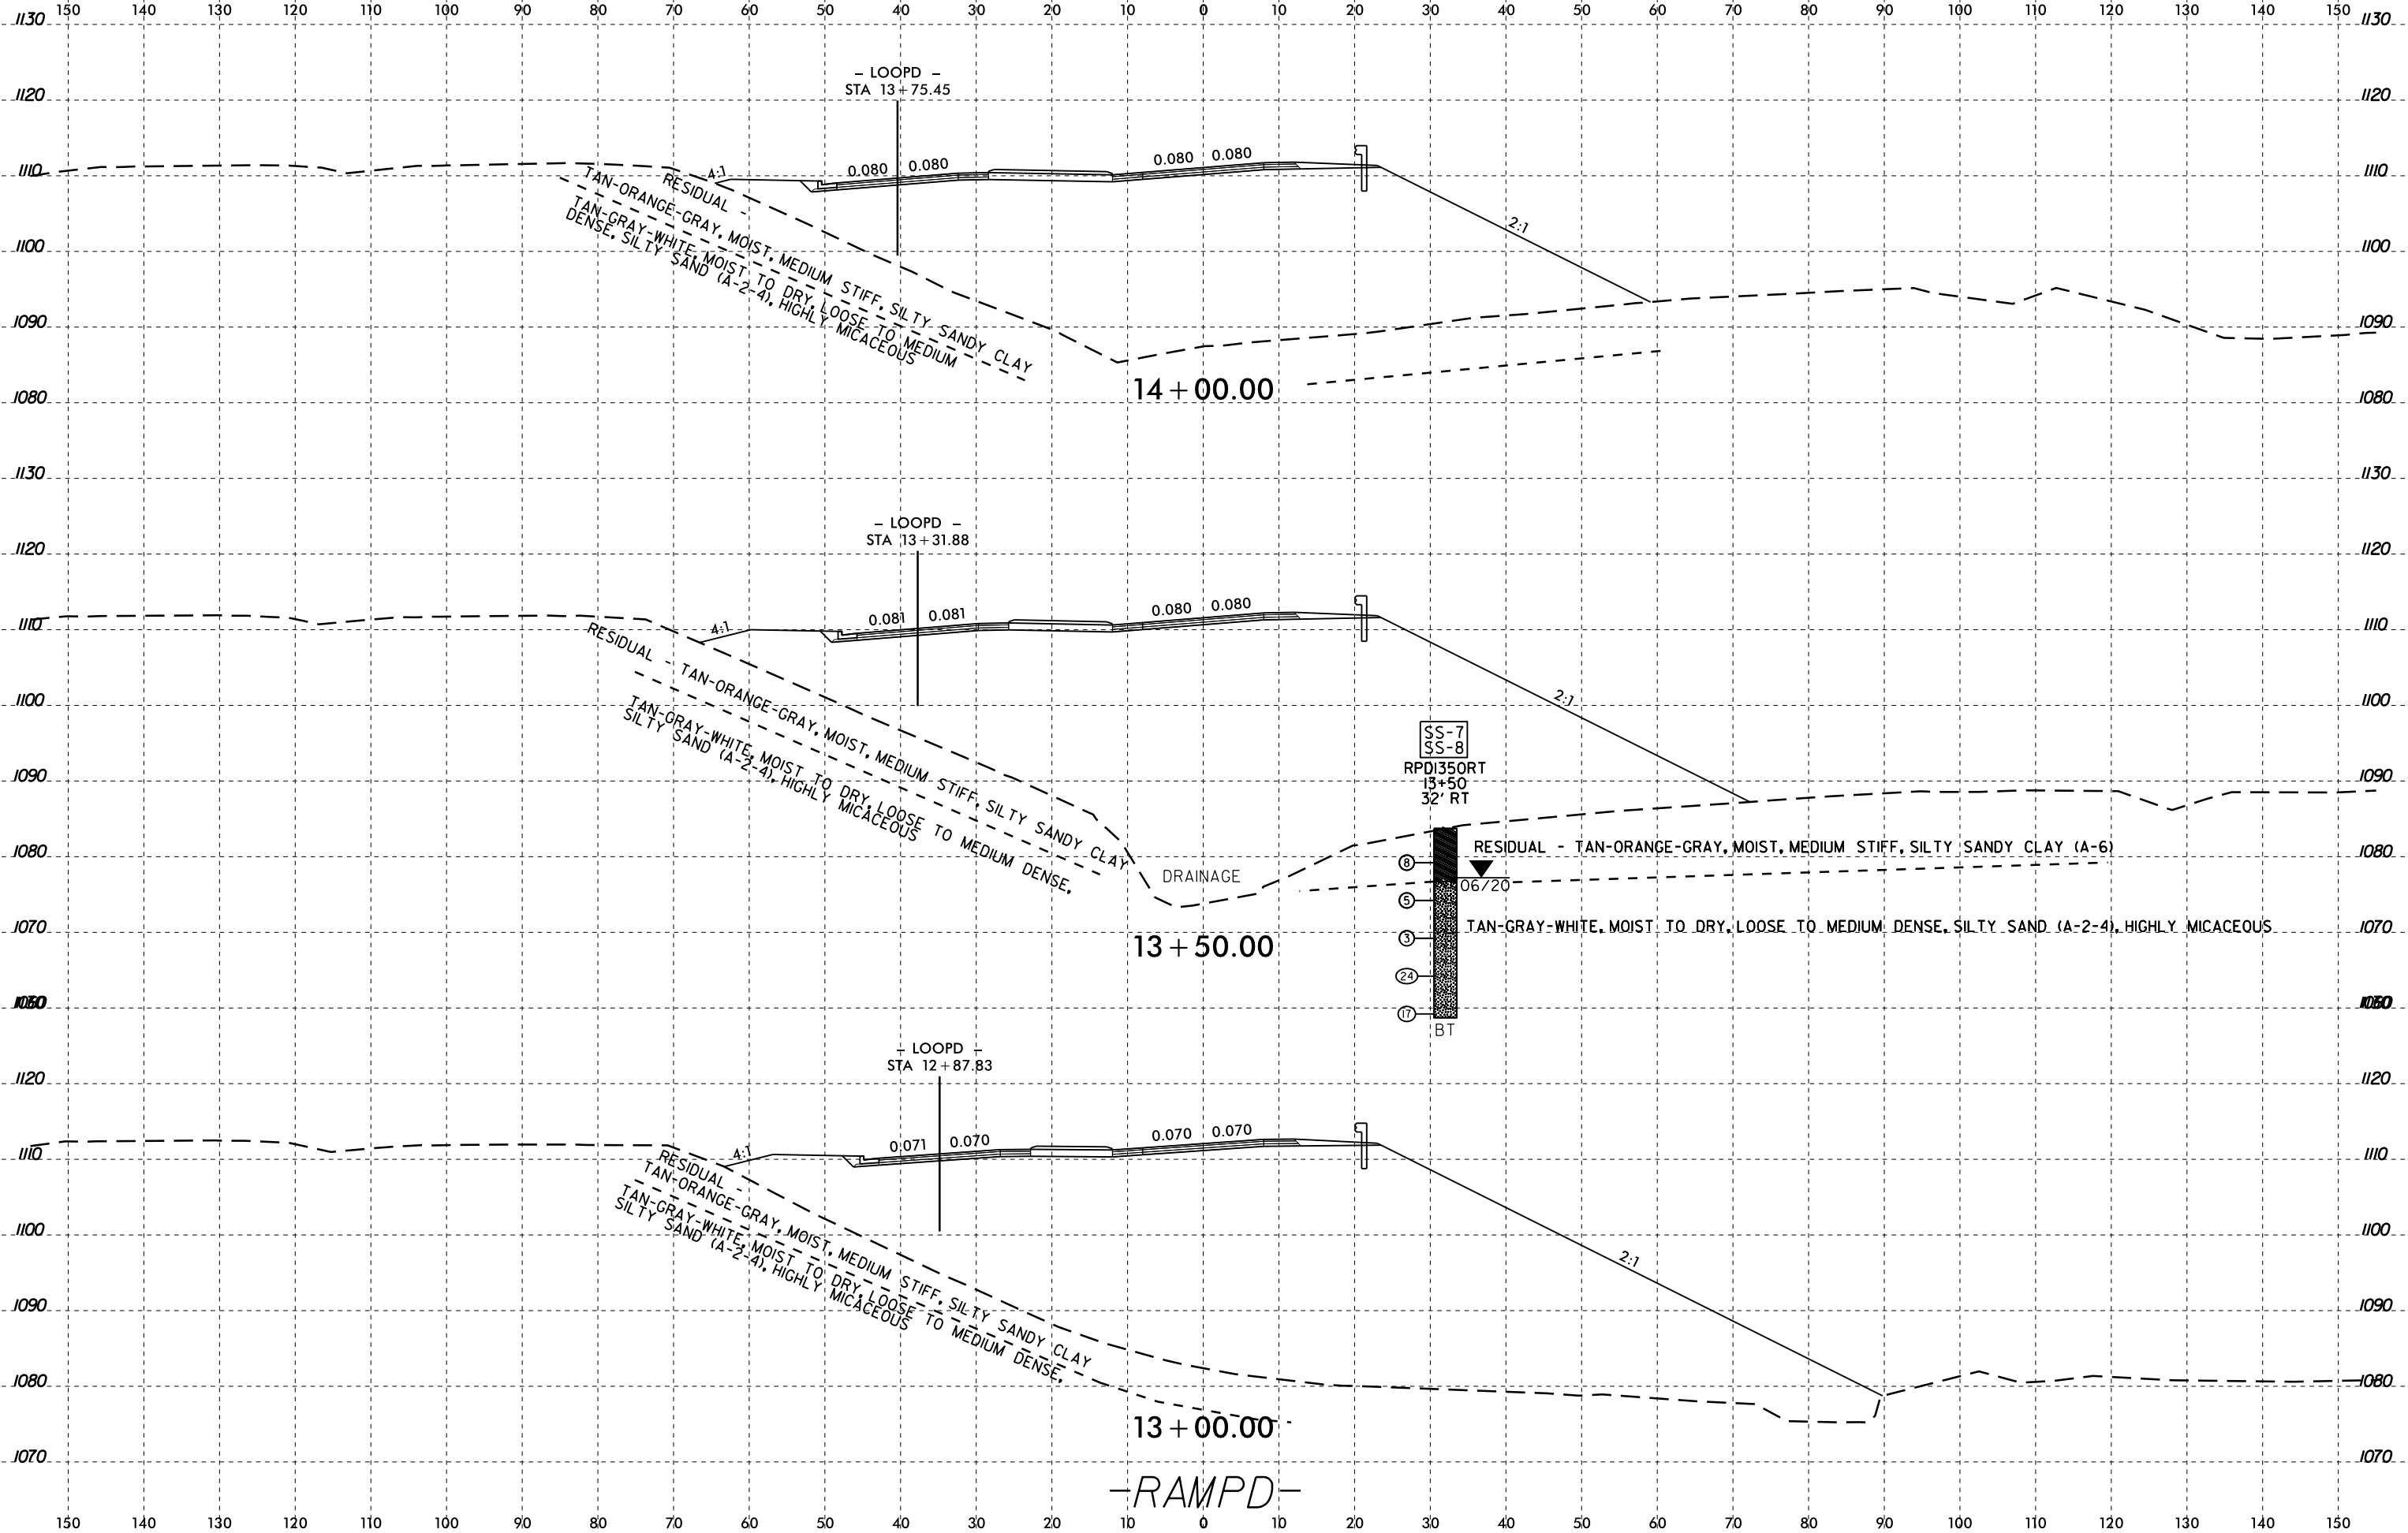 150 140 130 120 110 100 90 80 70 60 50 40 30 20 10 0 10 20 30 40 50 60 70 80 90 100 110 120 130 140 150
1130 1130
- LOOPD -
STA 13+75.45
1120 1120
1110 1110
4:1
0.080 0.080
0.080 0.080
2:1
RESIDUAL -
TAN-ORANGE-GRAY, MOIST, MEDIUM STIFF, SILTY SANDY CLAY
TAN-GRAY-WHITE, MOIST TO DRY, LOOSE TO MEDIUM
DENSE, SILTY SAND (A-2-4), HIGHLY MICACEOUS
1100 1100
1090 1090
14+00.00
1080 1080
1130 1130
- LOOPD -
STA 13+31.88
1120 1120
1110 1110
4:1
0.081 0.081
0.080 0.080
2:1
RESIDUAL - TAN-ORANGE-GRAY, MOIST, MEDIUM STIFF, SILTY SANDY CLAY
TAN-GRAY-WHITE, MOIST TO DRY, LOOSE TO MEDIUM DENSE,
SILTY SAND (A-2-4), HIGHLY MICACEOUS
1100 1100
SS-7
SS-8
RPD1350RT
13+50
32' RT
1090 1090
RESIDUAL - TAN-ORANGE-GRAY, MOIST, MEDIUM STIFF, SILTY SANDY CLAY (A-6)
1080 1080
8
DRAINAGE
06/20
5
TAN-GRAY-WHITE, MOIST TO DRY, LOOSE TO MEDIUM DENSE, SILTY SAND (A-2-4), HIGHLY MICACEOUS
1070 1070
3
13+50.00
24
17
BT
- LOOPD -
STA 12+87.83
1120 1120
1110 1110
4:1
0.071 0.070
0.070 0.070
2:1
RESIDUAL -
TAN-ORANGE-GRAY, MOIST, MEDIUM STIFF, SILTY SANDY CLAY
TAN-GRAY-WHITE, MOIST TO DRY, LOOSE TO MEDIUM DENSE,
SILTY SAND (A-2-4), HIGHLY MICACEOUS
1100 1100
1090 1090
1080 1080
13+00.00
1070 1070
-RAMPD-
150 140 130 120 110 100 90 80 70 60 50 40 30 20 10 0 10 20 30 40 50 60 70 80 90 100 110 120 130 140 150